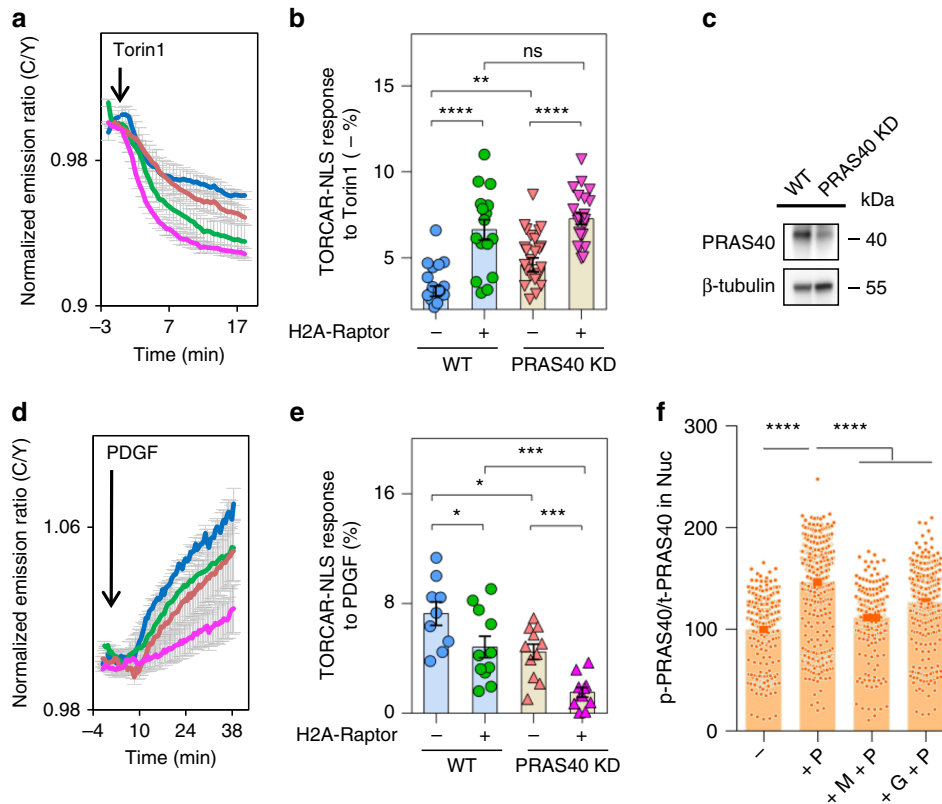 a
Normalized emission ratio (C/Y)
Torin1
0.98
0.9
–3
7
17
Time (min)
b
TORCAR-NLS response
to Torin1 ( – %)
15
10
5
ns
**
****
****
H2A-Raptor
–
+
–
+
WT
PRAS40 KD
c
WT
PRAS40 KD
kDa
PRAS40
– 40
β-tubulin
– 55
d
Normalized emission ratio (C/Y)
PDGF
1.06
0.98
–4
10
24
38
Time (min)
e
TORCAR-NLS response
to PDGF (%)
16
8
0
***
*
*
***
H2A-Raptor
–
+
–
+
WT
PRAS40 KD
f
p-PRAS40/t-PRAS40 in Nuc
300
200
100
0
****
****
–
+ P
+ M + P
+ G + P